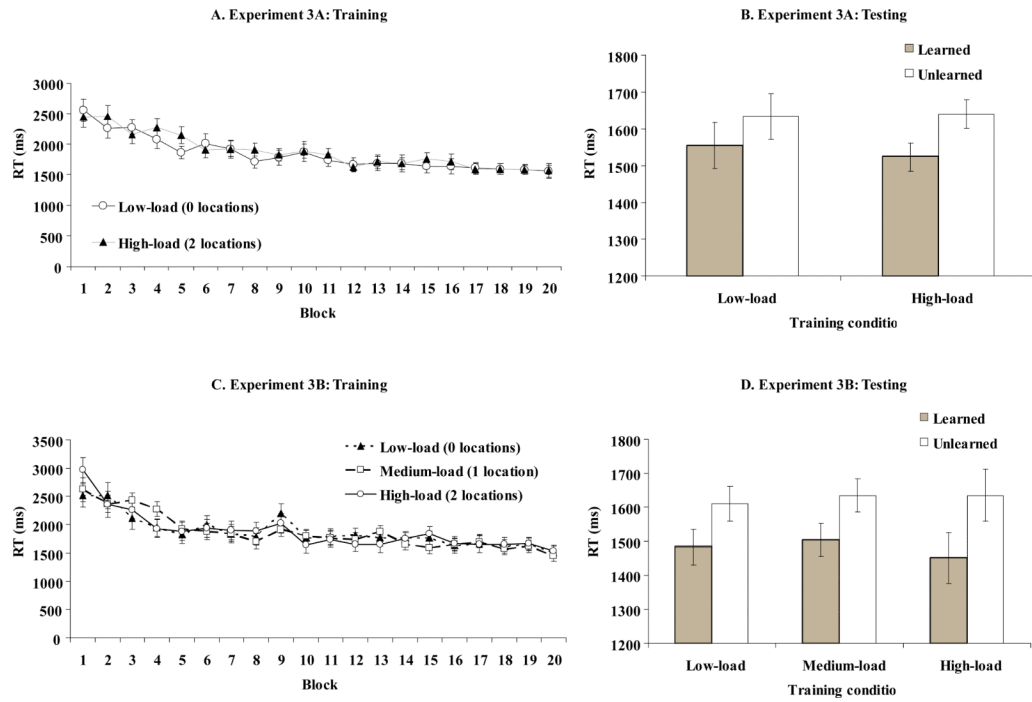 A. Experiment 3A: Training
3000
2500
2000
1500
1000
500
0
RT (ms)
Low-load (0 locations)
High-load (2 locations)
1 2 3 4 5 6 7 8 9 10 11 12 13 14 15 16 17 18 19 20
Block
B. Experiment 3A: Testing
Learned
Unlearned
1800
1700
1600
1500
1400
1300
1200
RT (ms)
Low-load High-load
Training conditio
C. Experiment 3B: Training
3500
3000
2500
2000
1500
1000
500
0
RT (ms)
Low-load (0 locations)
Medium-load (1 location)
High-load (2 locations)
1 2 3 4 5 6 7 8 9 10 11 12 13 14 15 16 17 18 19 20
Block
D. Experiment 3B: Testing
Learned
Unlearned
1800
1700
1600
1500
1400
1300
1200
RT (ms)
Low-load Medium-load High-load
Training conditio